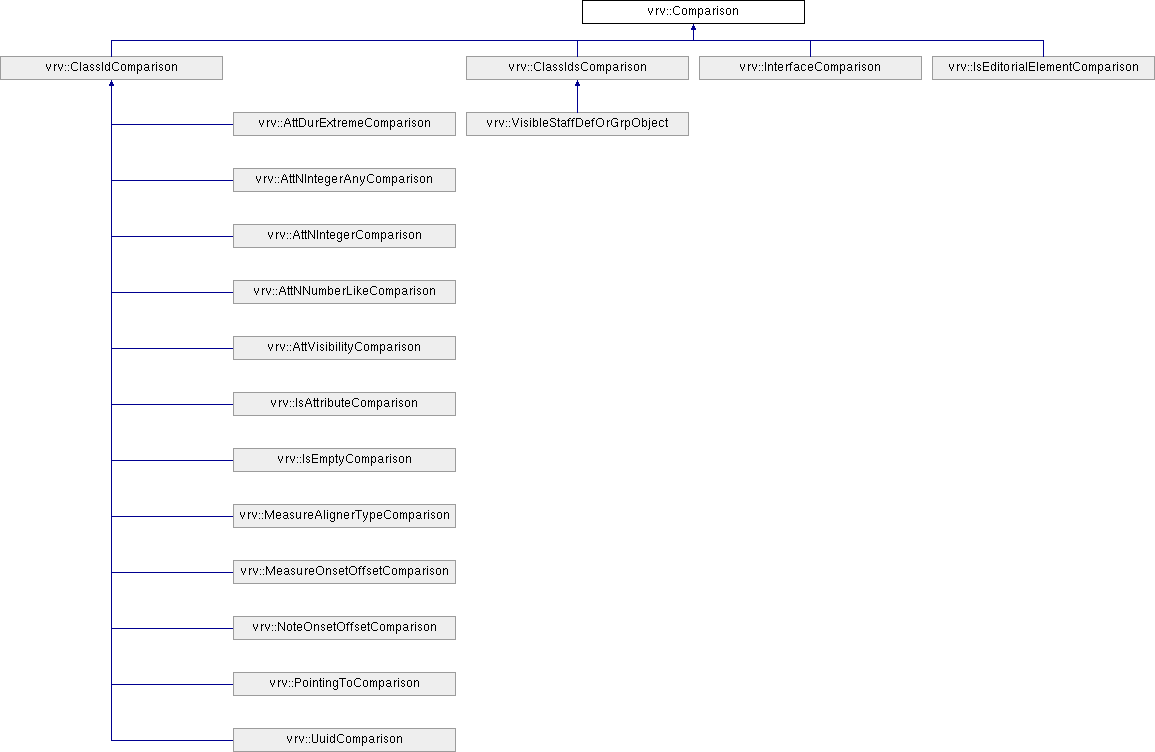 vrv::Comparison
vrv::ClassIdComparison
vrv::ClassIdsComparison
vrv::InterfaceComparison
vrv::IsEditorialElementComparison
vrv::AttDurExtremeComparison
vrv::VisibleStaffDefOrGrpObject
vrv::AttNIntegerAnyComparison
vrv::AttNIntegerComparison
vrv::AttNNumberLikeComparison
vrv::AttVisibilityComparison
vrv::IsAttributeComparison
vrv::IsEmptyComparison
vrv::MeasureAlignerTypeComparison
vrv::MeasureOnsetOffsetComparison
vrv::NoteOnsetOffsetComparison
vrv::PointingToComparison
vrv::UuidComparison